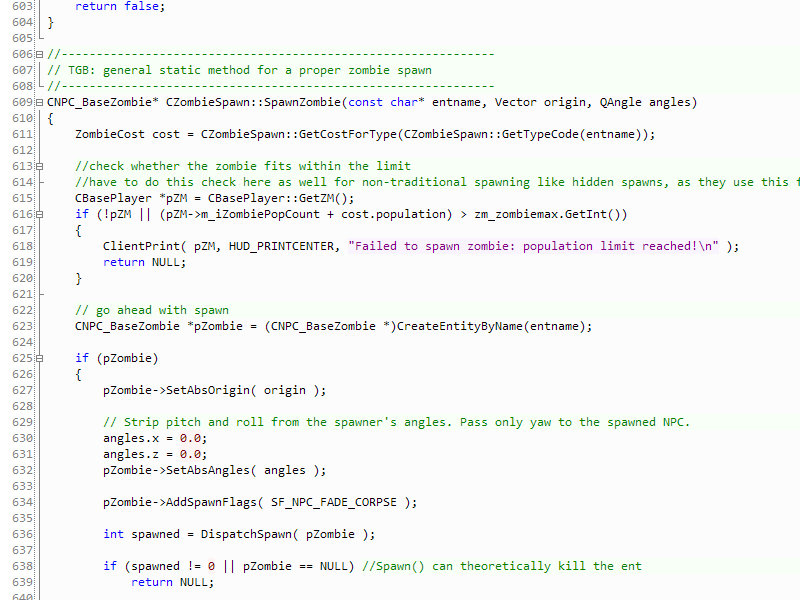 603 return false;
604 }
605
606 //--------------------------------------------------------------
607 // TGB: general static method for a proper zombie spawn
608 //--------------------------------------------------------------
609 CNPC_BaseZombie* CZombieSpawn::SpawnZombie(const char* entname, Vector origin, QAngle angles)
610 {
611 ZombieCost cost = CZombieSpawn::GetCostForType(CZombieSpawn::GetTypeCode(entname));
612
613 //check whether the zombie fits within the limit
614 //have to do this check here as well for non-traditional spawning like hidden spawns, as they use this
615 CBasePlayer *pZM = CBasePlayer::GetZM();
616 if (!pZM || (pZM->m_iZombiePopCount + cost.population) > zm_zombiemax.GetInt())
617 {
618 ClientPrint( pZM, HUD_PRINTCENTER, "Failed to spawn zombie: population limit reached!\n" );
619 return NULL;
620 }
621
622 // go ahead with spawn
623 CNPC_BaseZombie *pZombie = (CNPC_BaseZombie *)CreateEntityByName(entname);
624
625 if (pZombie)
626 {
627 pZombie->SetAbsOrigin( origin );
628
629 // Strip pitch and roll from the spawner's angles. Pass only yaw to the spawned NPC.
630 angles.x = 0.0;
631 angles.z = 0.0;
632 pZombie->SetAbsAngles( angles );
633
634 pZombie->AddSpawnFlags( SF_NPC_FADE_CORPSE );
635
636 int spawned = DispatchSpawn( pZombie );
637
638 if (spawned != 0 || pZombie == NULL) //Spawn() can theoretically kill the ent
639 return NULL;
640